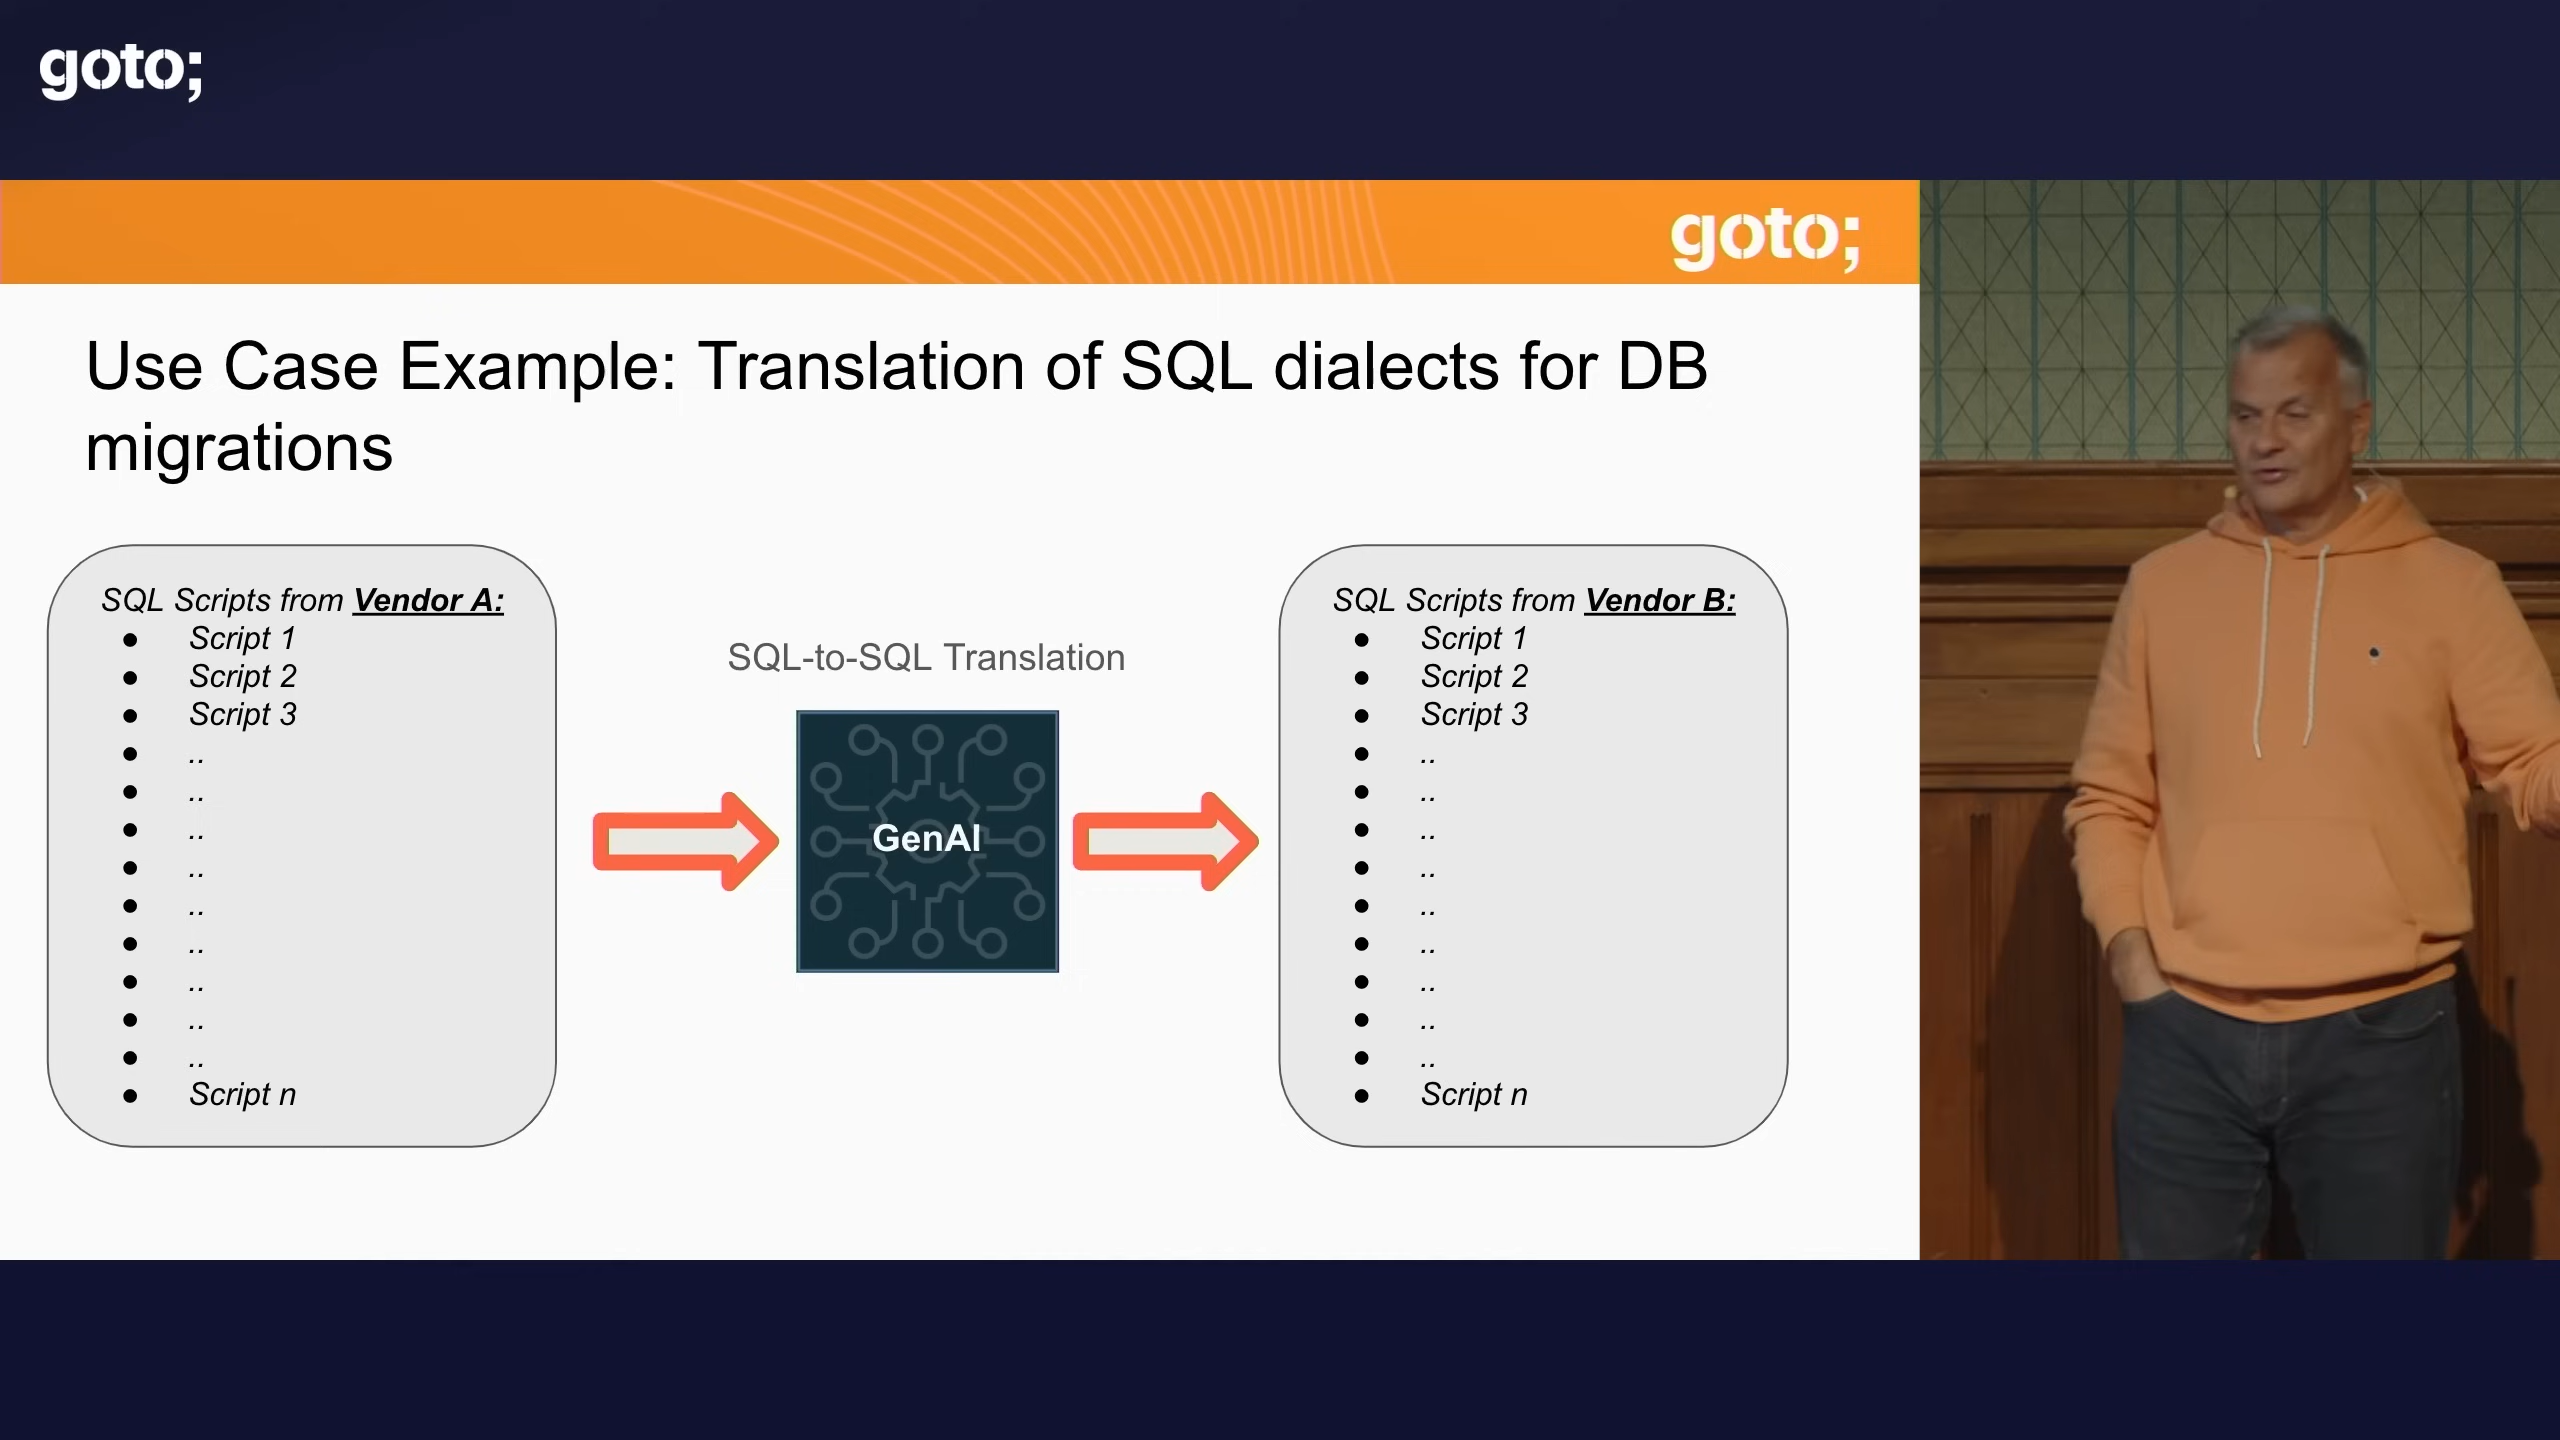 goto;
goto;
Use Case Example: Translation of SQL dialects for DB
migrations
SQL Scripts from Vendor A:
● Script 1
● Script 2
● Script 3
● ..
● ..
● ..
● ..
● ..
● ..
● ..
● ..
● ..
● Script n
SQL-to-SQL Translation
GenAI
SQL Scripts from Vendor B:
● Script 1
● Script 2
● Script 3
● ..
● ..
● ..
● ..
● ..
● ..
● ..
● ..
● ..
● Script n